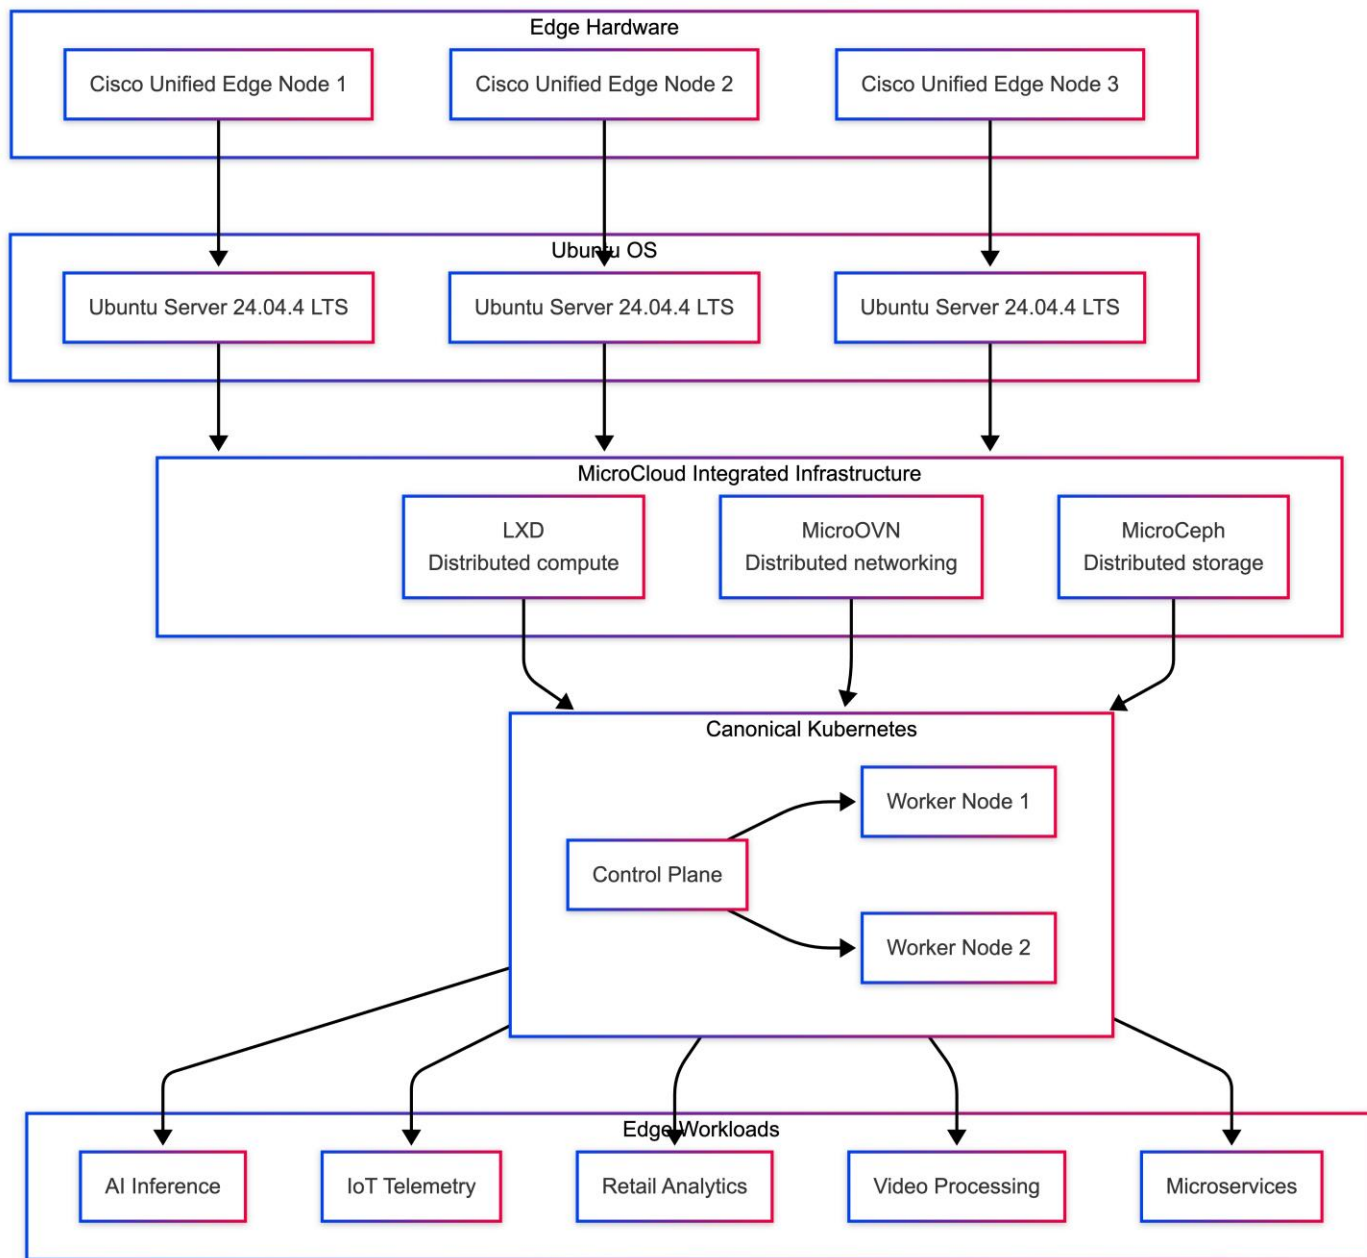 Edge Hardware
Cisco Unified Edge Node 1
Cisco Unified Edge Node 2
Cisco Unified Edge Node 3
Ubuntu OS
Ubuntu Server 24.04.4 LTS
Ubuntu Server 24.04.4 LTS
Ubuntu Server 24.04.4 LTS
MicroCloud Integrated Infrastructure
LXD
Distributed compute
MicroOVN
Distributed networking
MicroCeph
Distributed storage
Canonical Kubernetes
Worker Node 1
Control Plane
Worker Node 2
Edge Workloads
AI Inference
IoT Telemetry
Retail Analytics
Video Processing
Microservices